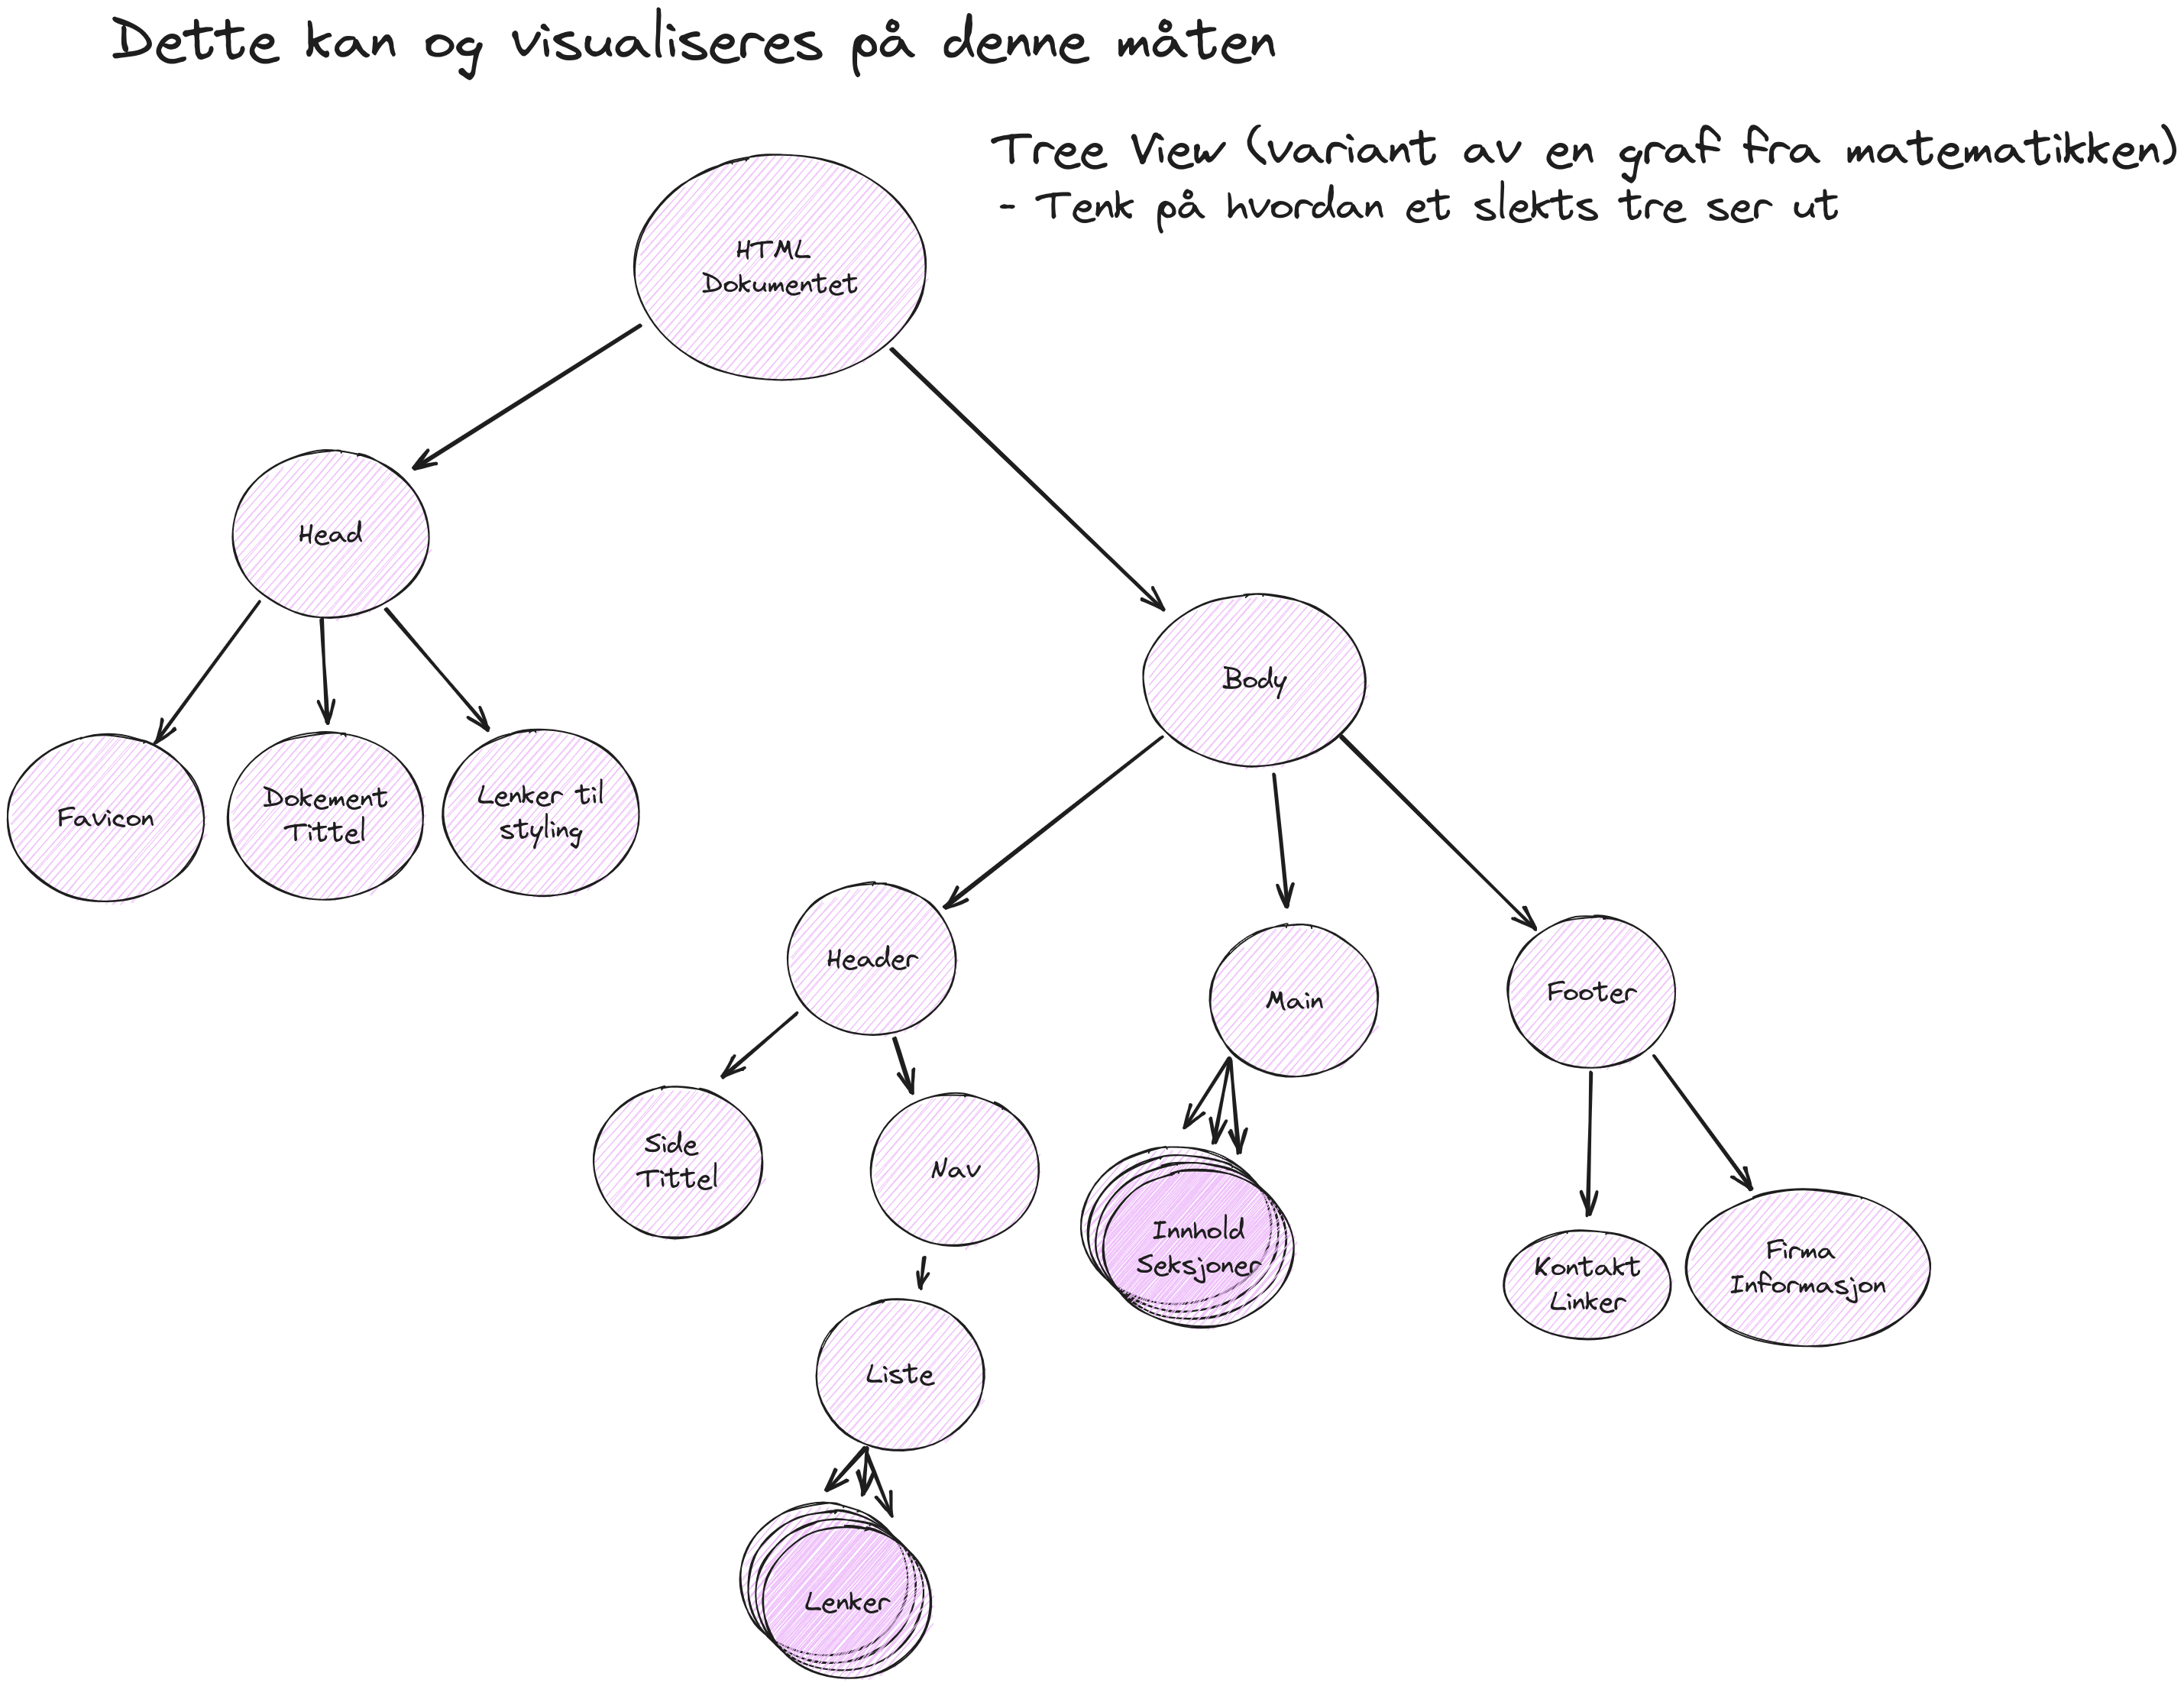 Dette kan og visualiseres på denne måten
Tree View (variant av en graf fra matematikken)
- Tenk på hvordan et slekts tre ser ut
HTML
Dokumentet
Head
Body
Favicon
Dokement
Tittel
Lenker til
styling
Header
Main
Footer
Side
Tittel
Nav
Innhold
Seksjoner
Kontakt
Linker
Firma
Informasjon
Liste
Lenker